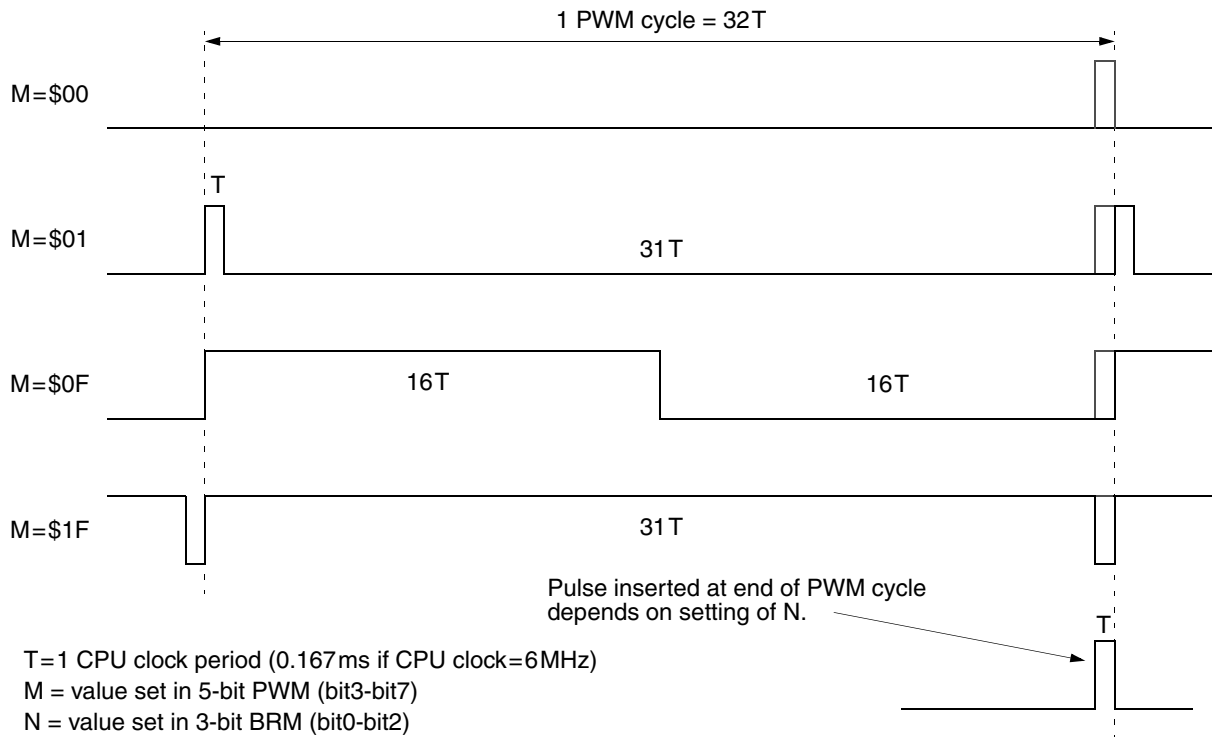 1 PWM cycle = 32T
M=$00
T
M=$01
31T
M=$0F
16T
16T
M=$1F
31T
Pulse inserted at end of PWM cycle
depends on setting of N.
T
T=1 CPU clock period (0.167ms if CPU clock=6MHz)
M = value set in 5-bit PWM (bit3-bit7)
N = value set in 3-bit BRM (bit0-bit2)